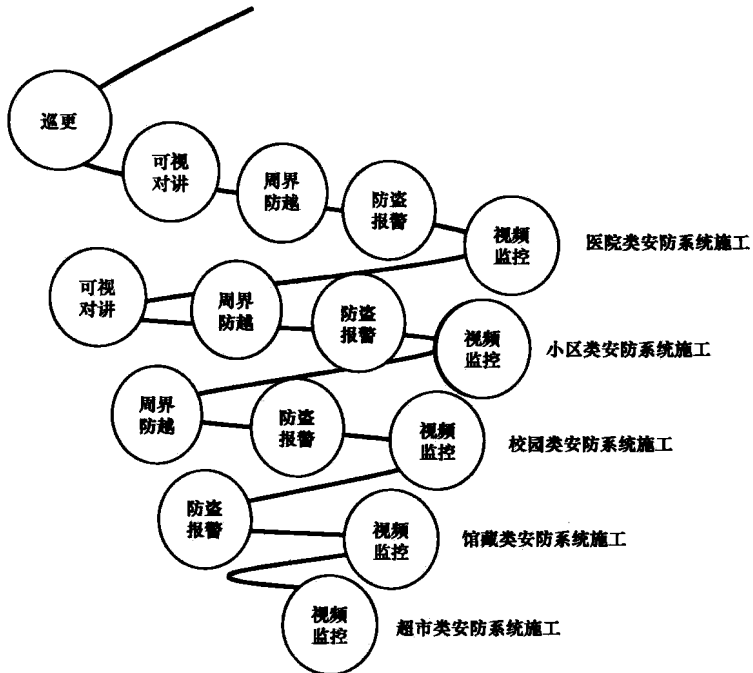 巡更
可视
对讲
周界
防越
防盗
报警
视频
监控
医院类安防系统施工
可视
对讲
周界
防越
防盗
报警
视频
监控
小区类安防系统施工
周界
防越
防盗
报警
视频
监控
校园类安防系统施工
防盗
报警
视频
监控
馆藏类安防系统施工
视频
监控
超市类安防系统施工